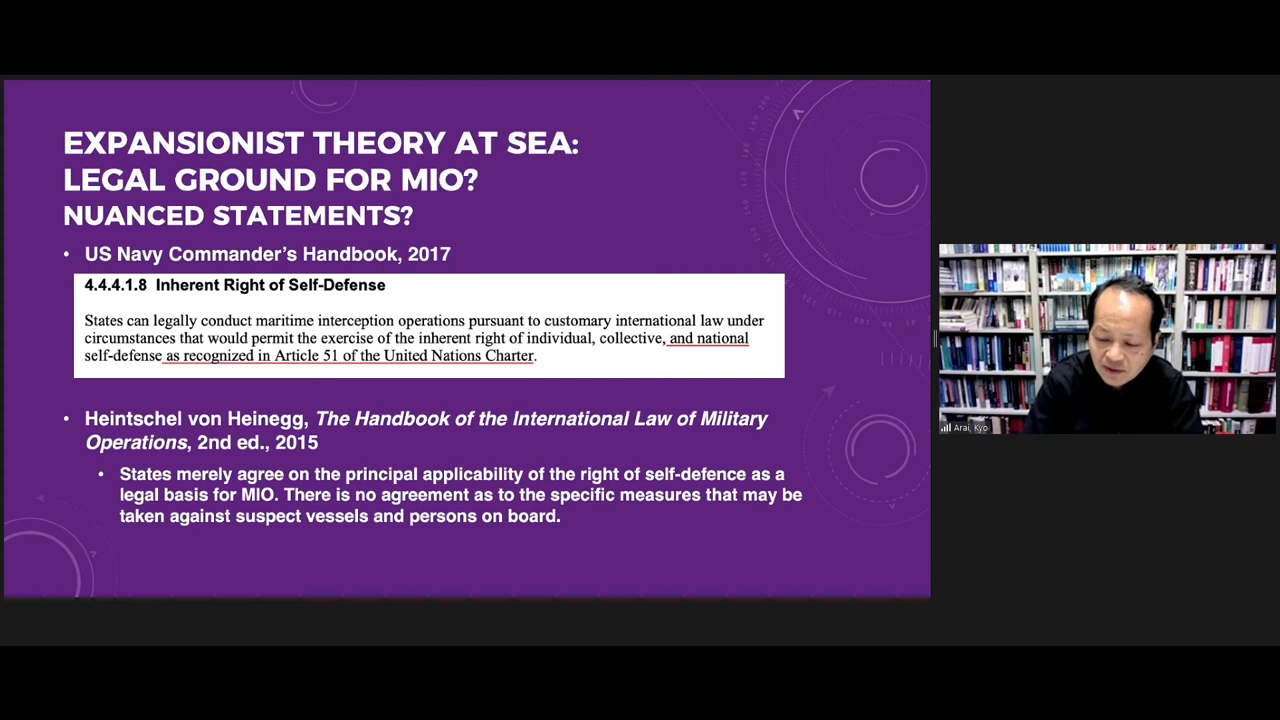 EXPANSIONIST THEORY AT SEA:
LEGAL GROUND FOR MIO?
NUANCED STATEMENTS?
• US Navy Commander's Handbook, 2017
4.4.4.1.8 Inherent Right of Self-Defense
States can legally conduct maritime interception operations pursuant to customary international law under
circumstances that would permit the exercise of the inherent right of individual, collective, and national
self-defense as recognized in Article 51 of the United Nations Charter.
• Heintschel von Heinegg, The Handbook of the International Law of Military
Operations, 2nd ed., 2015
• States merely agree on the principal applicability of the right of self-defence as a
legal basis for MIO. There is no agreement as to the specific measures that may be
taken against suspect vessels and persons on board.
Arai, Kyo